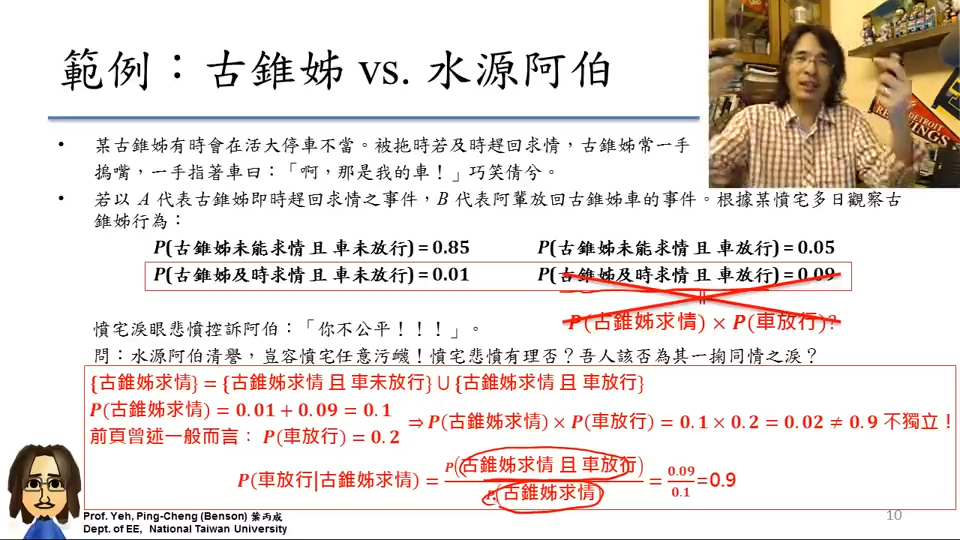 範例：古錐姊 vs. 水源阿伯
• 某古錐姊有時會在活大停車不當。被拖時若及時趕回求情，古錐姊常一手
搗嘴，一手指著車曰：「啊，那是我的車！」巧笑倩兮。
• 若以 A 代表古錐姊即時趕回求情之事件，B 代表阿輩放回古錐姊車的事件。根據某憤宅多日觀察古
錐姊行為：
P(古錐姊未能求情 且 車未放行) = 0.85 P(古錐姊未能求情 且 車放行) = 0.05
P(古錐姊及時求情 且 車未放行) = 0.01 P(古錐姊及時求情 且 車放行) = 0.09
||
P(古錐姊求情) × P(車放行)?
憤宅淚眼悲憤控訴阿伯：「你不公平！！！」。
問：水源阿伯清譽，豈容憤宅任意污衊！憤宅悲憤有理否？吾人該否為其一掬同情之淚？
{古錐姊求情} = {古錐姊求情 且 車未放行} ∪ {古錐姊求情 且 車放行}
P(古錐姊求情) = 0.01 + 0.09 = 0.1
⇒ P(古錐姊求情) × P(車放行) = 0.1 × 0.2 = 0.02 ≠ 0.9 不獨立！
前頁曾述一般而言： P(車放行) = 0.2
P(車放行|古錐姊求情) = P(古錐姊求情 且 車放行) / P(古錐姊求情) = 0.09 / 0.1 =0.9
Prof. Yeh, Ping-Cheng (Benson) 葉丙成
Dept. of EE, National Taiwan University
10
DETROIT
RED WINGS